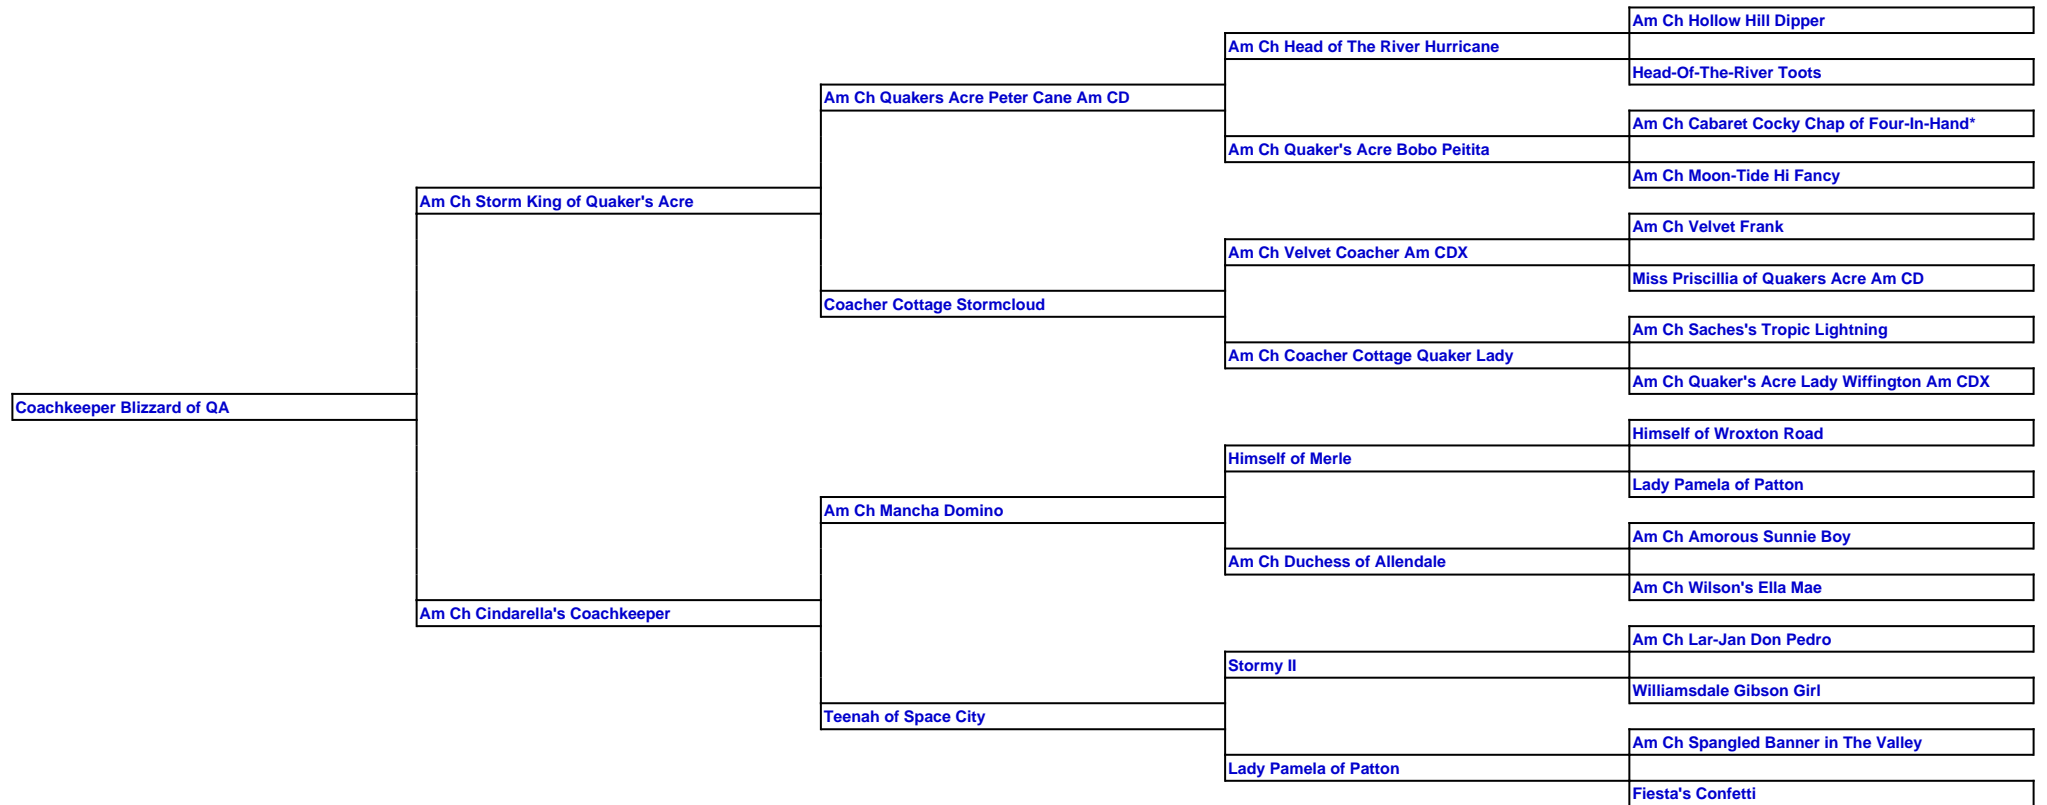 Am Ch Hollow Hill Dipper
Am Ch Head of The River Hurricane
Head-Of-The-River Toots
Am Ch Quakers Acre Peter Cane Am CD
Am Ch Cabaret Cocky Chap of Four-In-Hand*
Am Ch Quaker's Acre Bobo Peitita
Am Ch Moon-Tide Hi Fancy
Am Ch Storm King of Quaker's Acre
Am Ch Velvet Frank
Am Ch Velvet Coacher Am CDX
Miss Priscillia of Quakers Acre Am CD
Coacher Cottage Stormcloud
Am Ch Saches's Tropic Lightning
Am Ch Coacher Cottage Quaker Lady
Am Ch Quaker's Acre Lady Wiffington Am CDX
Coachkeeper Blizzard of QA
Himself of Wroxton Road
Himself of Merle
Lady Pamela of Patton
Am Ch Mancha Domino
Am Ch Amorous Sunnie Boy
Am Ch Duchess of Allendale
Am Ch Wilson's Ella Mae
Am Ch Cindarella's Coachkeeper
Am Ch Lar-Jan Don Pedro
Stormy II
Williamsdale Gibson Girl
Teenah of Space City
Am Ch Spangled Banner in The Valley
Lady Pamela of Patton
Fiesta's Confetti